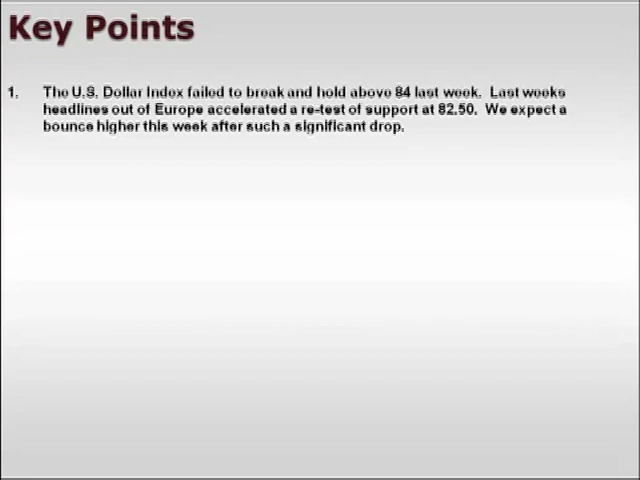 Key Points
1. The U.S. Dollar Index failed to break and hold above 84 last week. Last weeks
headlines out of Europe accelerated a re-test of support at 82.50. We expect a
bounce higher this week after such a significant drop.